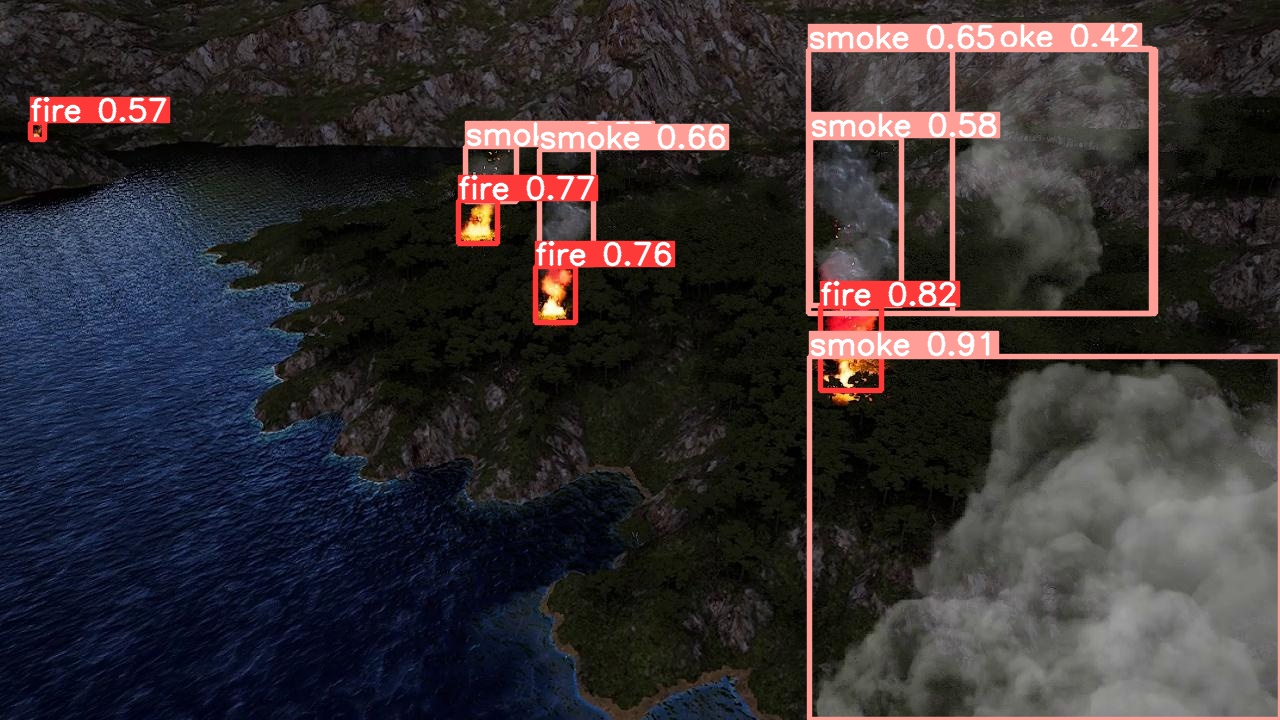 smoke 0.65
oke 0.42
fire 0.57
smoke 0.58
smoke 0.66
fire 0.77
fire 0.76
fire 0.82
smoke 0.91